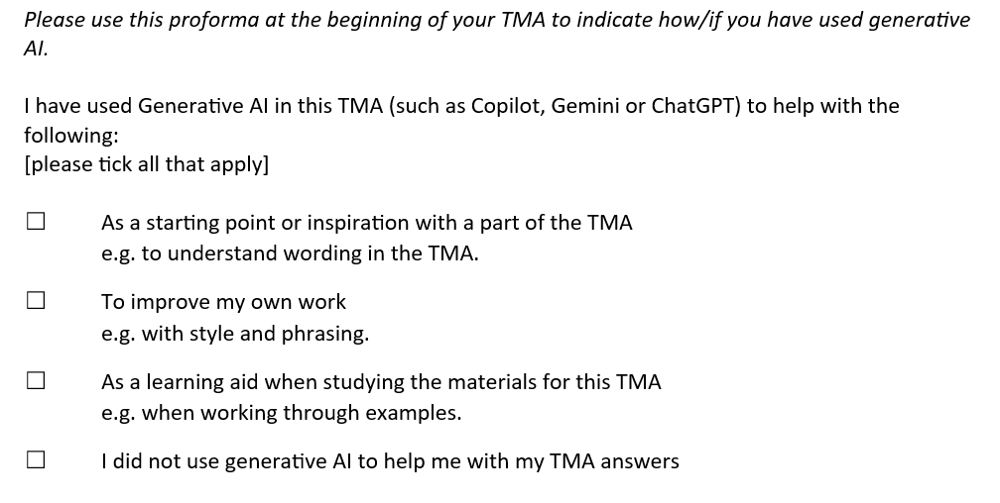 Please use this proforma at the beginning of your TMA to indicate how/if you have used generative
AI.
I have used Generative AI in this TMA (such as Copilot, Gemini or ChatGPT) to help with the
following:
[please tick all that apply]
☐ As a starting point or inspiration with a part of the TMA
e.g. to understand wording in the TMA.
☐ To improve my own work
e.g. with style and phrasing.
☐ As a learning aid when studying the materials for this TMA
e.g. when working through examples.
☐ I did not use generative AI to help me with my TMA answers